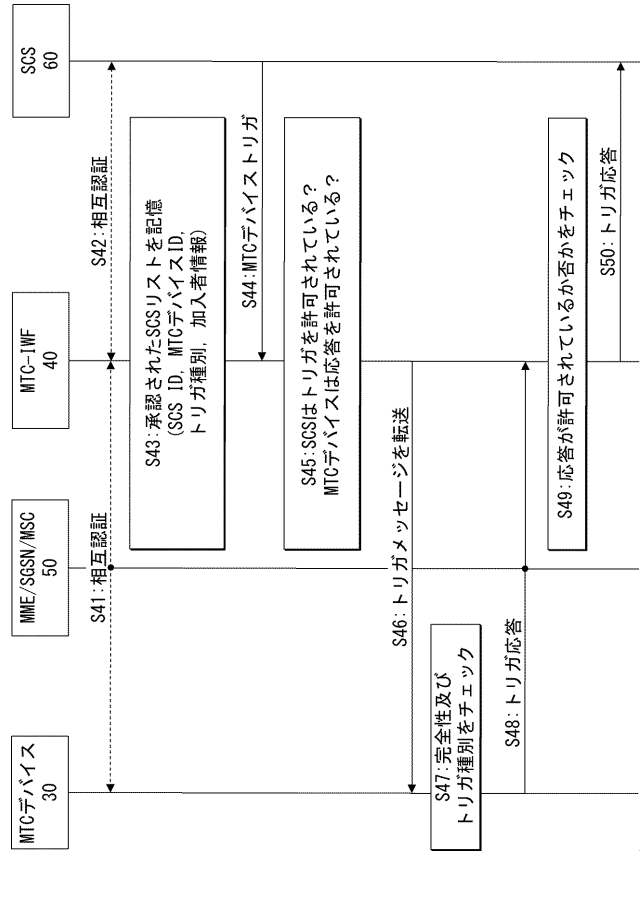 MTCデバイス
30
MME/SGSN/MSC
50
MTC-IWF
40
SCS
60
S41:相互認証
S42:相互認証
S43:承認されたSCSリストを記憶
(SCS ID, MTCデバイスID,
トリガ種別, 加入者情報)
S44:MTCデバイストリガ
S45:SCSはトリガを許可されている?
MTCデバイスは応答を許可されている?
S46:トリガメッセージを転送
S47:完全性及び
トリガ種別をチェック
S48:トリガ応答
S49:応答が許可されているか否かをチェック
S50:トリガ応答